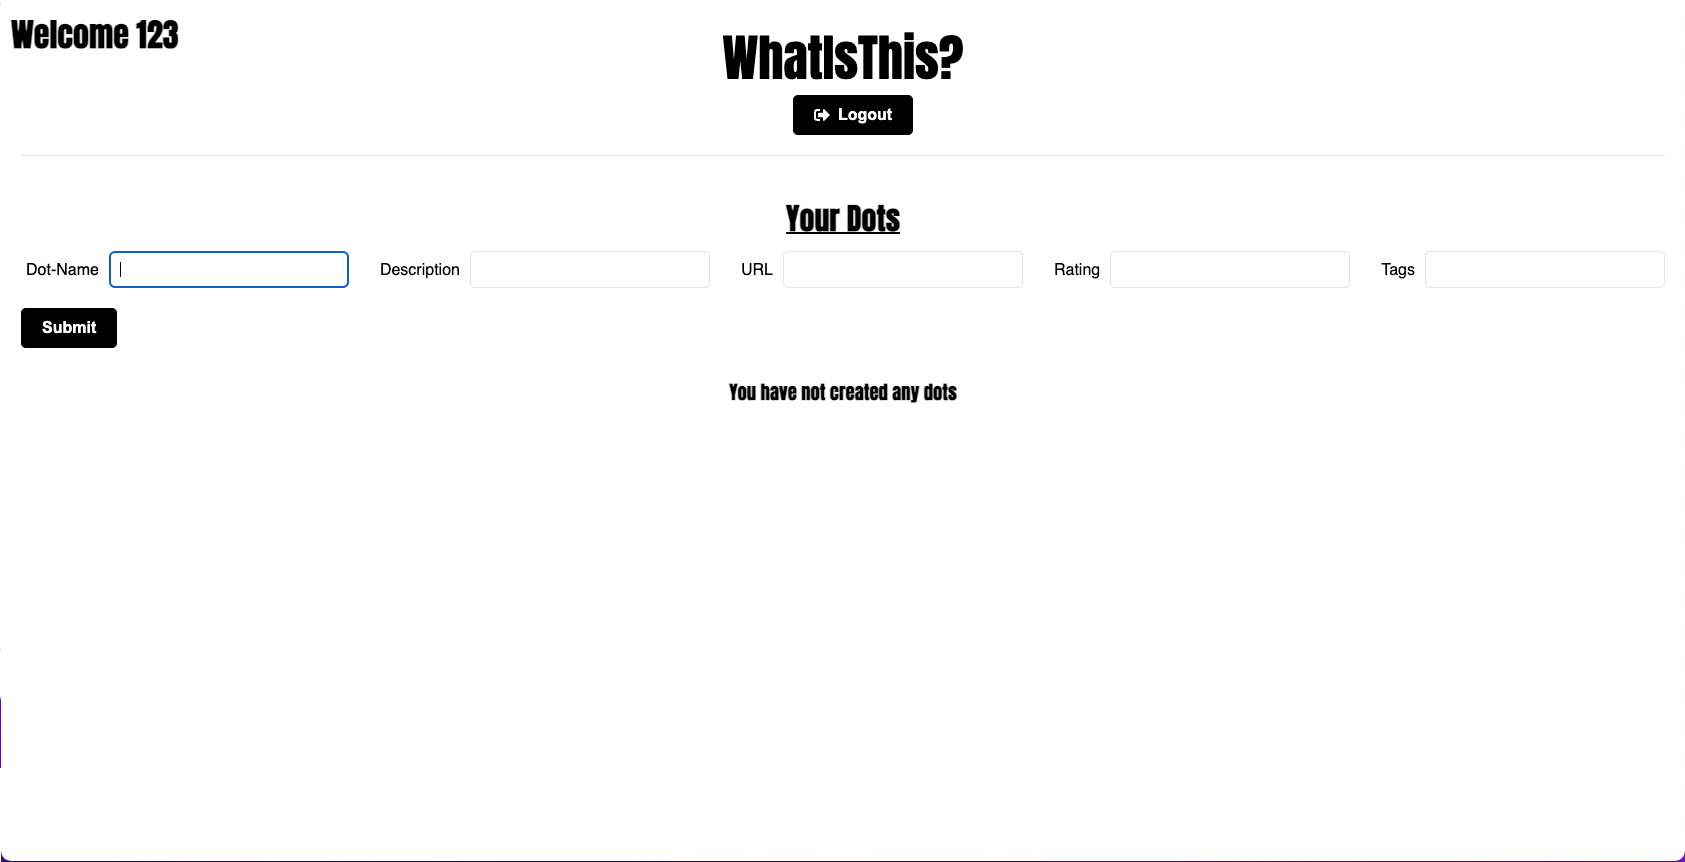 Welcome 123
WhatIsThis?
Logout
Your Dots
Dot-Name Description URL Rating Tags
Submit
You have not created any dots